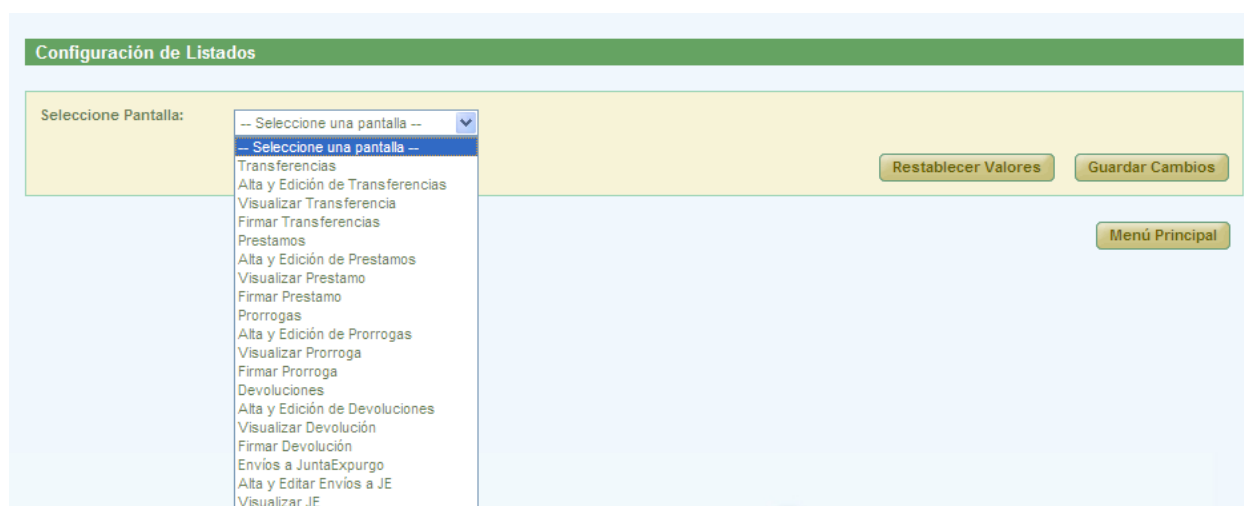 Configuración de Listados
Seleccione Pantalla:
-- Seleccione una pantalla --
-- Seleccione una pantalla --
Transferencias
Alta y Edición de Transferencias
Visualizar Transferencia
Firmar Transferencias
Prestamos
Alta y Edición de Prestamos
Visualizar Prestamo
Firmar Prestamo
Prorrogas
Alta y Edición de Prorrogas
Visualizar Prorroga
Firmar Prorroga
Devoluciones
Alta y Edición de Devoluciones
Visualizar Devolución
Firmar Devolución
Envíos a JuntaExpurgo
Alta y Editar Envíos a JE
Visualizar JE
Restablecer Valores
Guardar Cambios
Menú Principal